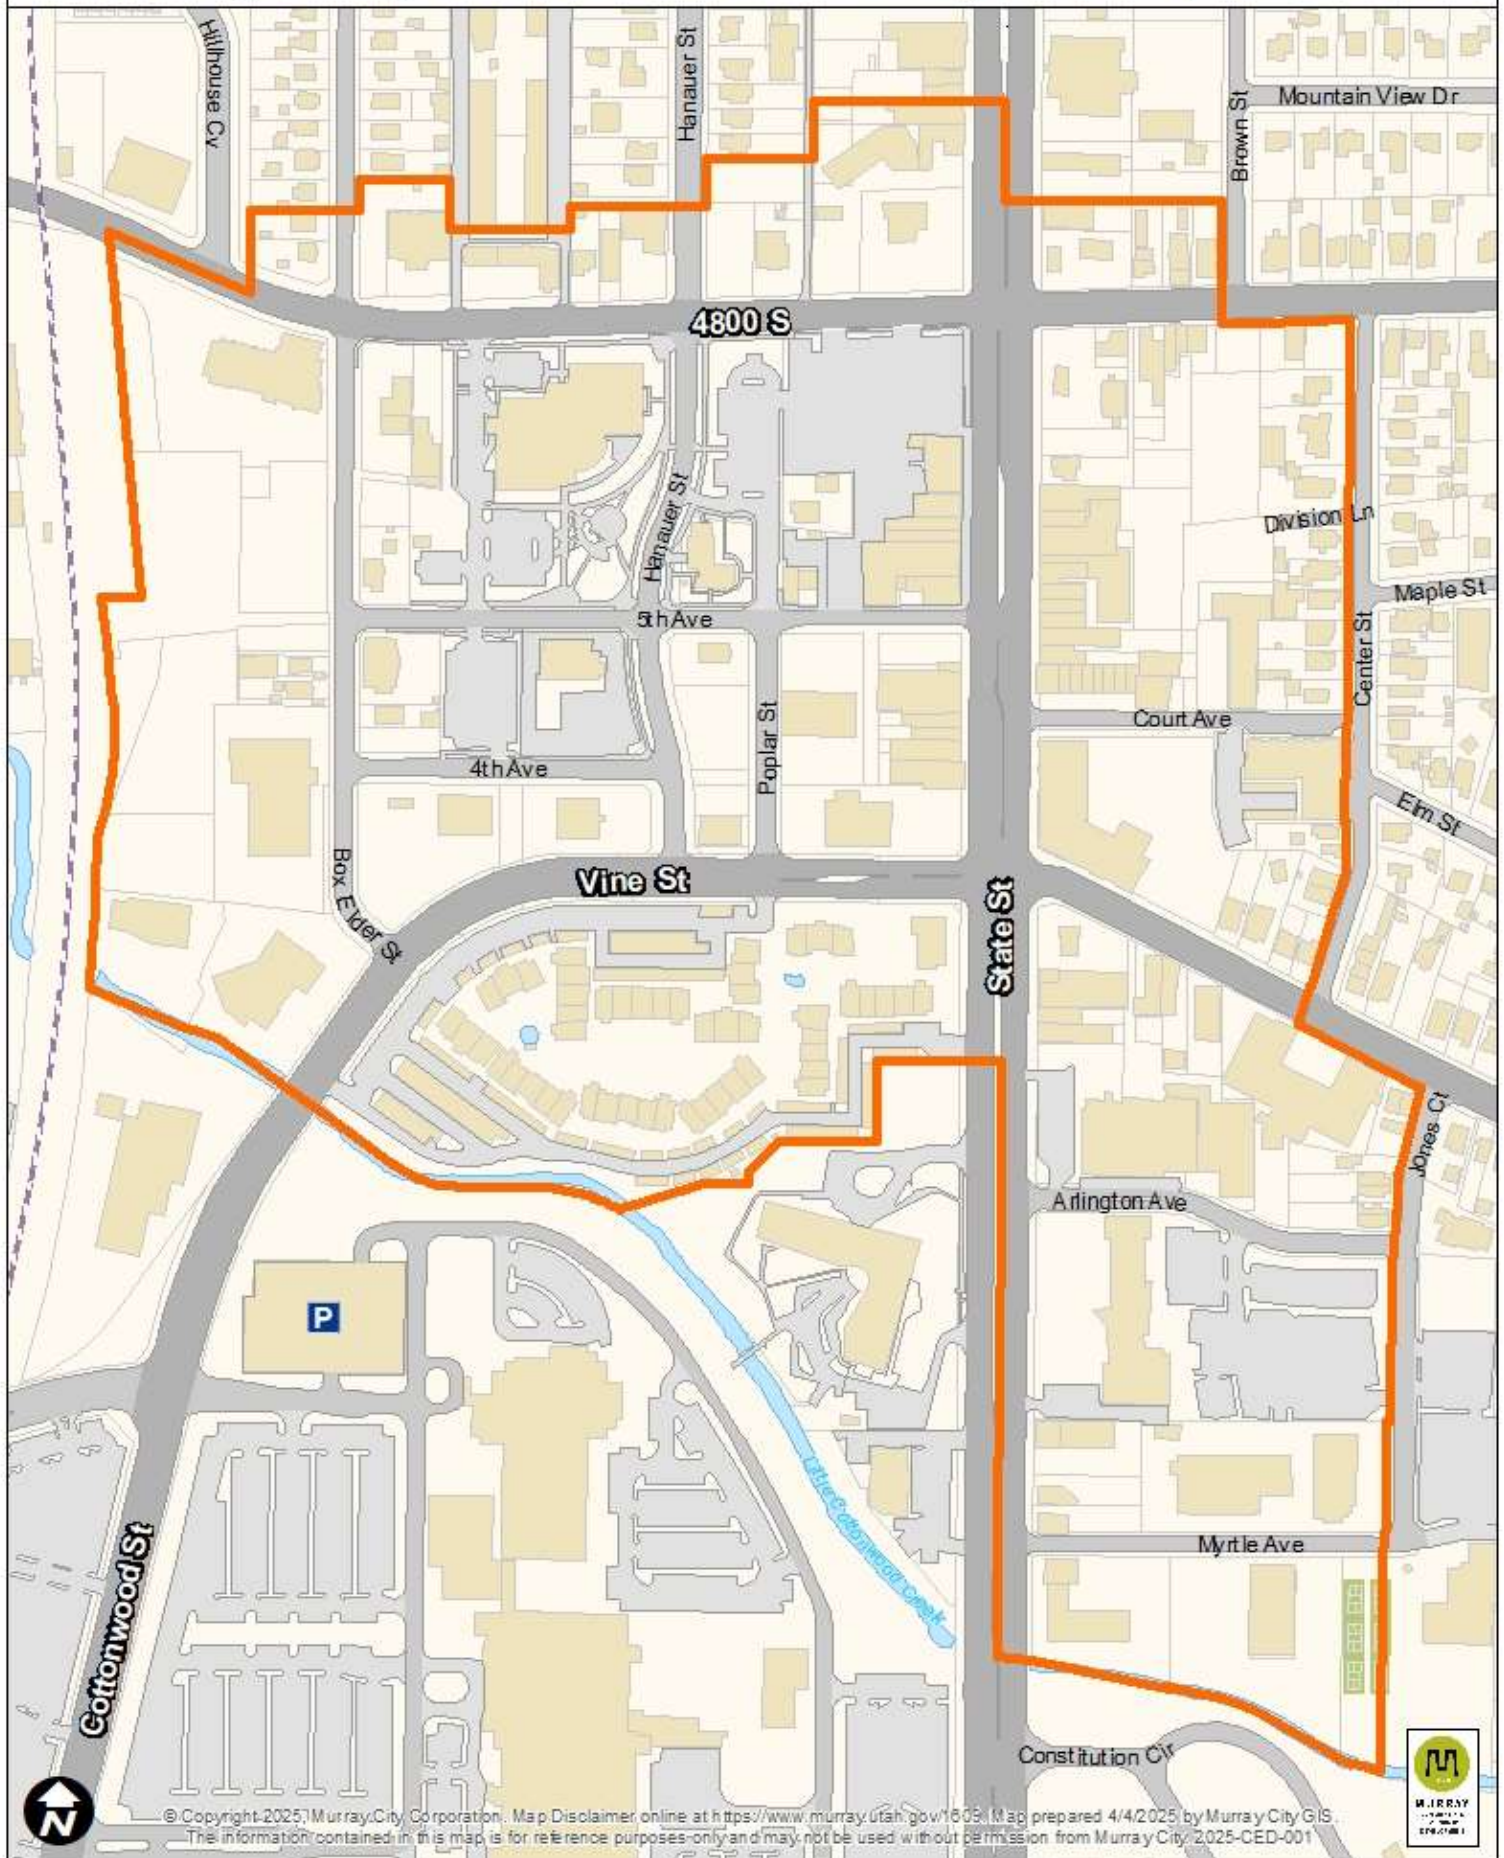 Hillhouse Cv
Hanauer St
Mountain View Dr
Brown St
4800 S
Hanauer St
Division Ln
Maple St
5th Ave
Center St
Poplar St
Court Ave
4th Ave
Elm St
Box Elder St
Vine St
State St
Jones Ct
Arlington Ave
P
Little Cottonwood Creek
Myrtle Ave
Cottonwood St
Constitution Cir
N
MURRAY
© Copyright 2025, Murray City Corporation. Map Disclaimer online at https://www.murray.utah.gov/1609. Map prepared 4/4/2025 by Murray City GIS.
The information contained in this map is for reference purposes only and may not be used without permission from Murray City. 2025-CED-001